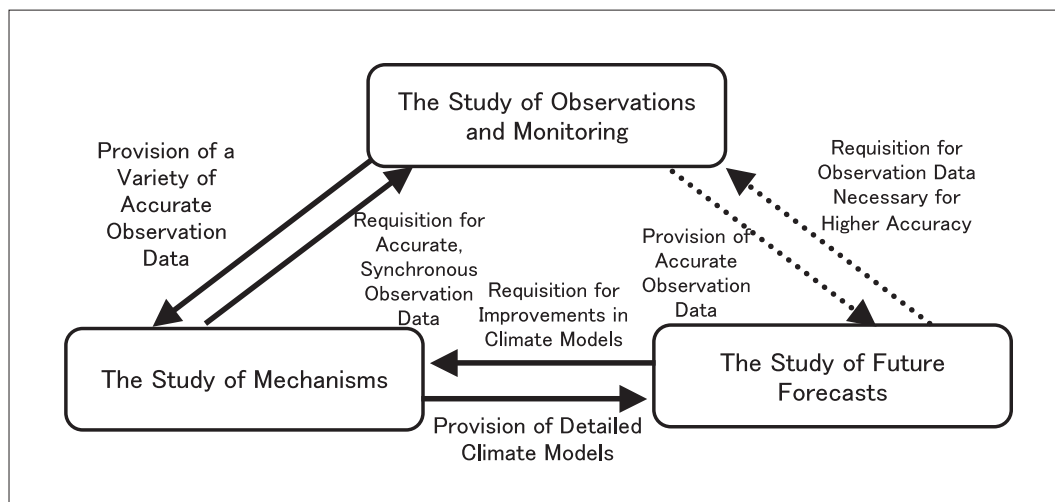 The Study of Observations
and Monitoring
Provision of a
Variety of
Accurate
Observation
Data
Requisition for
Accurate,
Synchronous
Observation
Data
Requisition for
Observation Data
Necessary for
Higher Accuracy
Provision of
Accurate
Observation
Data
Requisition for
Improvements in
Climate Models
The Study of Mechanisms
The Study of Future
Forecasts
Provision of Detailed
Climate Models